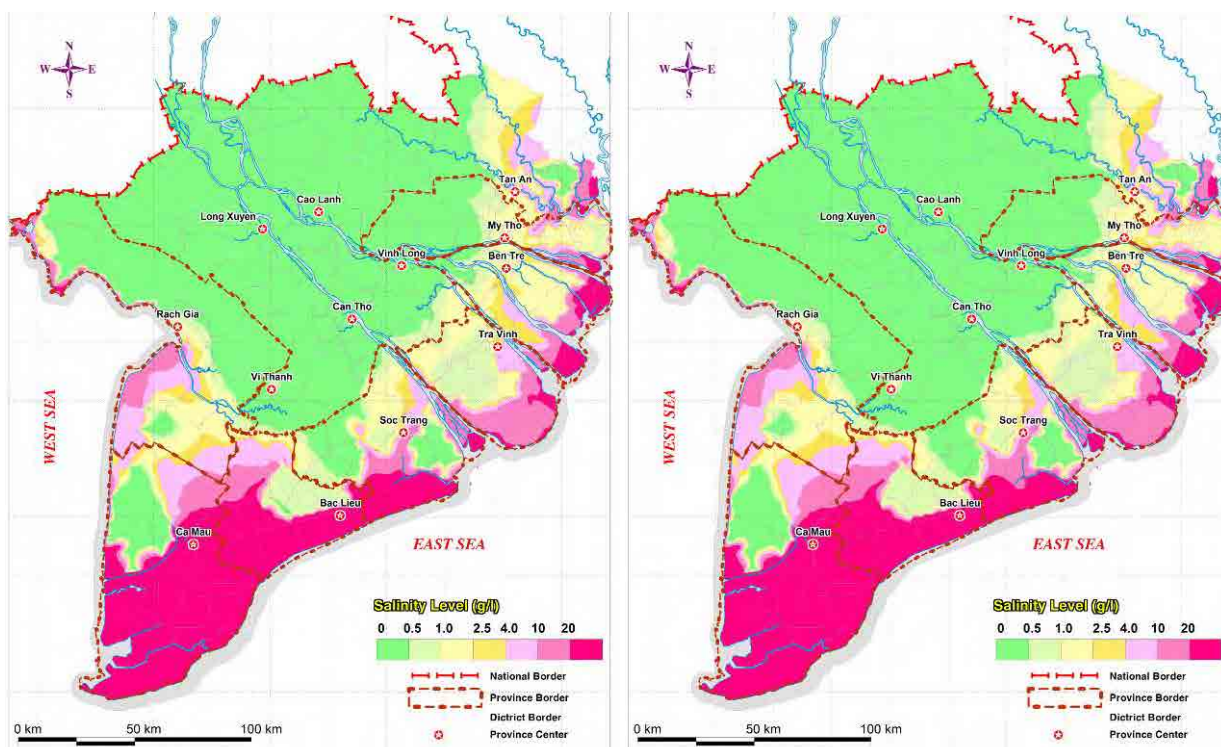 N
W E
S
Tan An
Cao Lanh
Long Xuyen
My Tho
Vinh Long
Ben Tre
Can Tho
Rach Gia
Tra Vinh
Vi Thanh
WEST SEA
Soc Trang
Bac Lieu
Ca Mau
EAST SEA
Salinity Level (g/l)
0 0.5 1.0 2.5 4.0 10 20
National Border
Province Border
Dictrict Border
Province Center
0 km 50 km 100 km
N
W E
S
Tan An
Cao Lanh
Long Xuyen
My Tho
Vinh Long
Ben Tre
Can Tho
Rach Gia
Tra Vinh
Vi Thanh
WEST SEA
Soc Trang
Bac Lieu
Ca Mau
EAST SEA
Salinity Level (g/l)
0 0.5 1.0 2.5 4.0 10 20
National Border
Province Border
Dictrict Border
Province Center
0 km 50 km 100 km